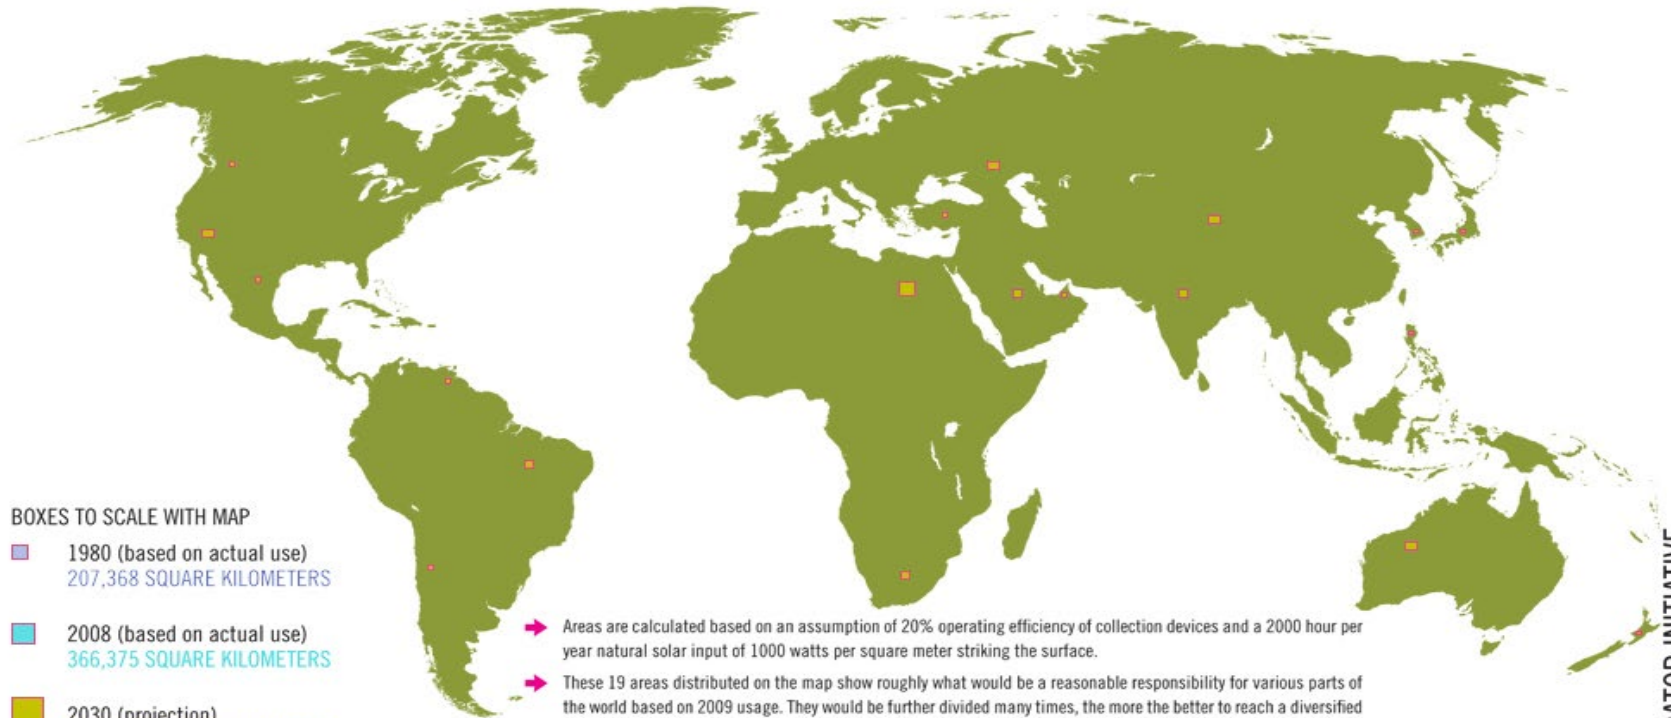 BOXES TO SCALE WITH MAP
1980 (based on actual use)
207,368 SQUARE KILOMETERS
2008 (based on actual use)
366,375 SQUARE KILOMETERS
2030 (projection)
Areas are calculated based on an assumption of 20% operating efficiency of collection devices and a 2000 hour per
year natural solar input of 1000 watts per square meter striking the surface.
These 19 areas distributed on the map show roughly what would be a reasonable responsibility for various parts of
the world based on 2009 usage. They would be further divided many times, the more the better to reach a diversified
INITIATIVE